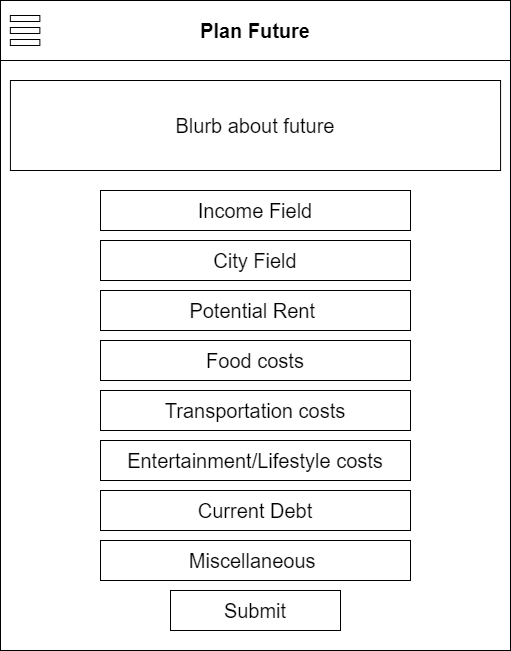 Plan Future
Blurb about future
Income Field
City Field
Potential Rent
Food costs
Transportation costs
Entertainment/Lifestyle costs
Current Debt
Miscellaneous
Submit